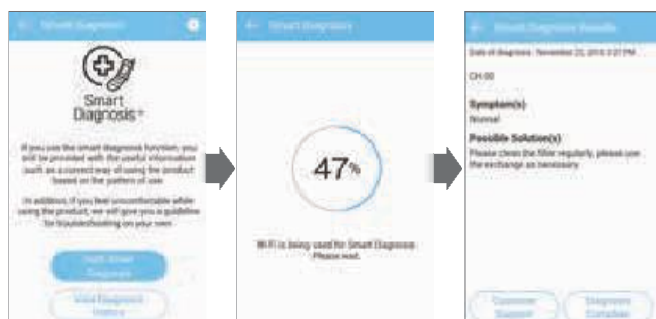 Smart Diagnosis
Smart
Diagnosis+
If you use the smart diagnosis function, you
will be provided with the useful information
such as a correct way of using the product
based on the pattern of use.
In addition, if you feel uncomfortable while
using the product, we will give you a guideline
for troubleshooting on your own.
Start Smart
Diagnosis
View Diagnosis
History
Smart Diagnosis
47%
Wi-Fi is being used for Smart Diagnosis.
Please wait.
Smart Diagnosis Results
Date of diagnosis : November 22,
CH 00
Symptom(s)
Normal
Possible Solution(s)
Please clean the filter regularly, please use
the exchange as necessary.
Customer
Support
Diagnosis
Complete